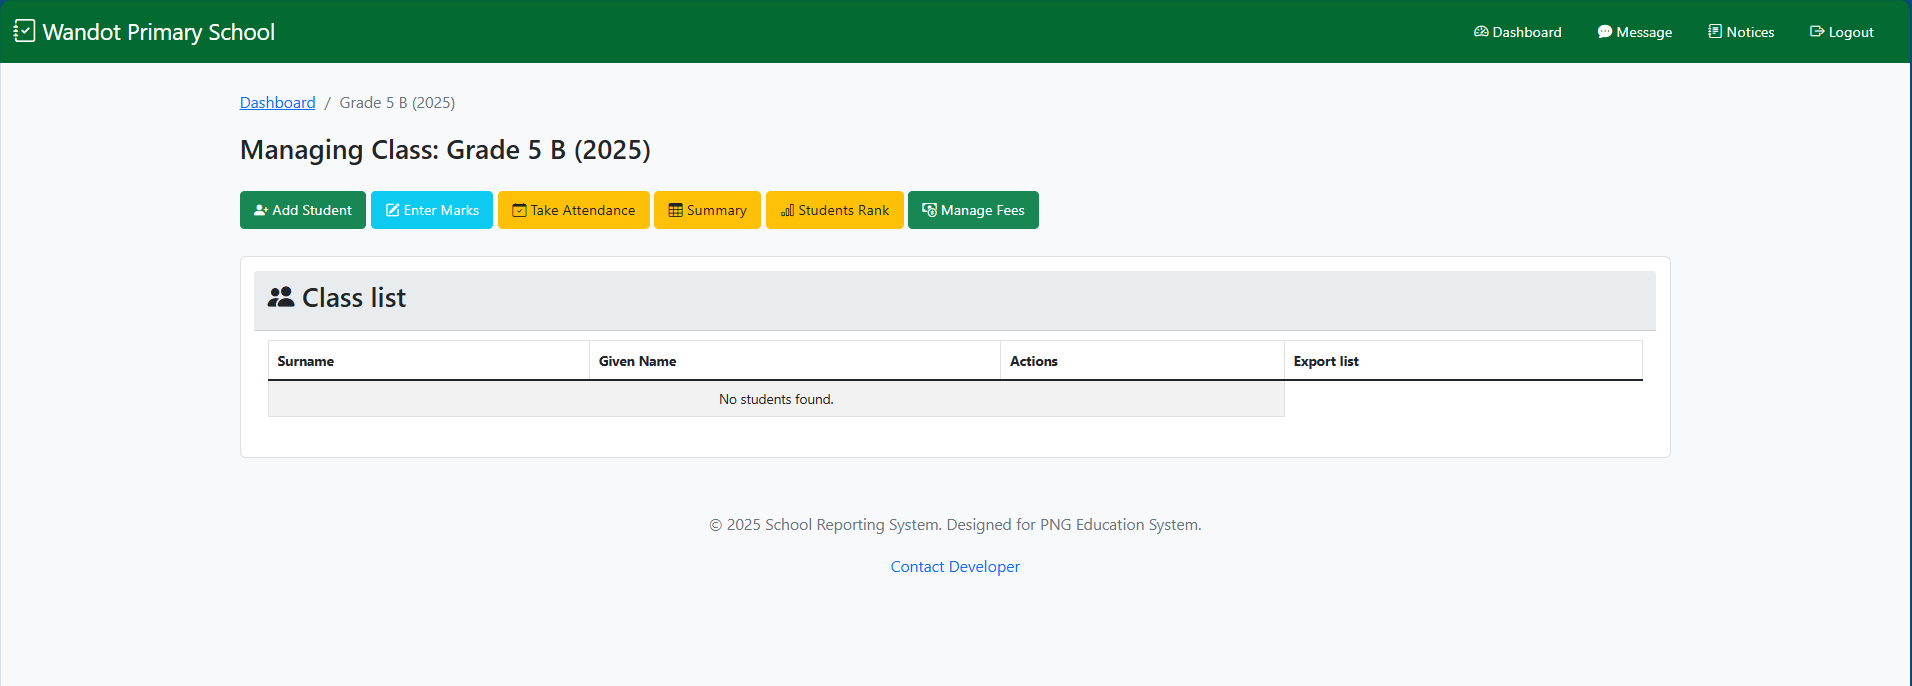 Wandot Primary School
Dashboard Message Notices Logout
Dashboard / Grade 5 B (2025)
Managing Class: Grade 5 B (2025)
Add Student Enter Marks Take Attendance Summary Students Rank Manage Fees
Class list
Surname Given Name Actions Export list
No students found.
© 2025 School Reporting System. Designed for PNG Education System.
Contact Developer